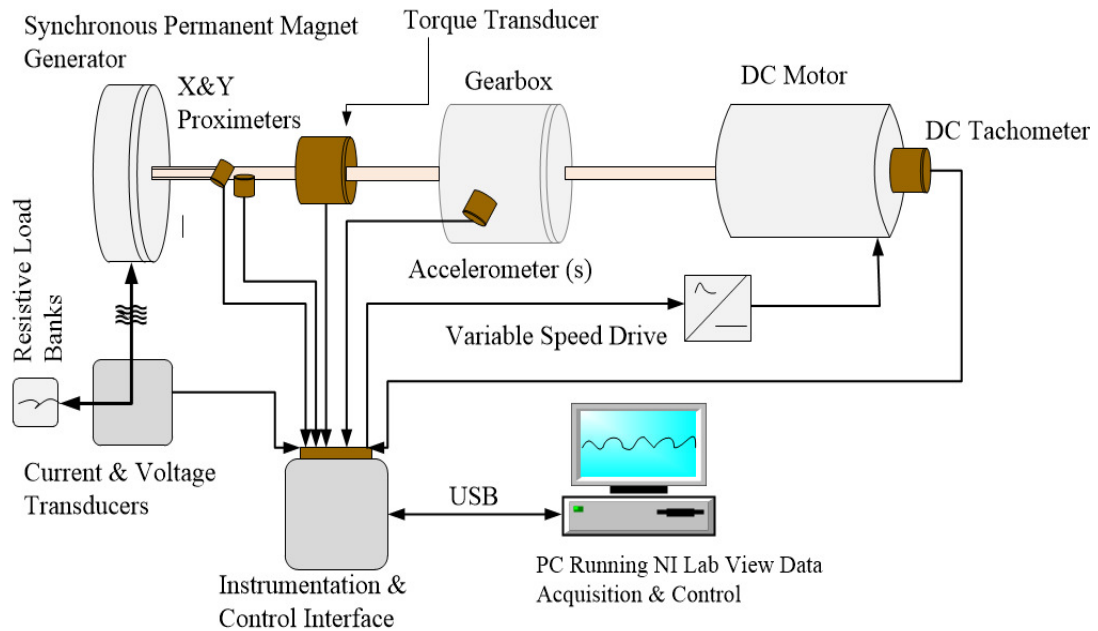 Synchronous Permanent Magnet
Generator
X&Y
Proximeters
Torque Transducer
Gearbox
DC Motor
DC Tachometer
Accelerometer (s)
Resistive Load
Banks
Variable Speed Drive
Current & Voltage
Transducers
USB
Instrumentation &
Control Interface
PC Running NI Lab View Data
Acquisition & Control